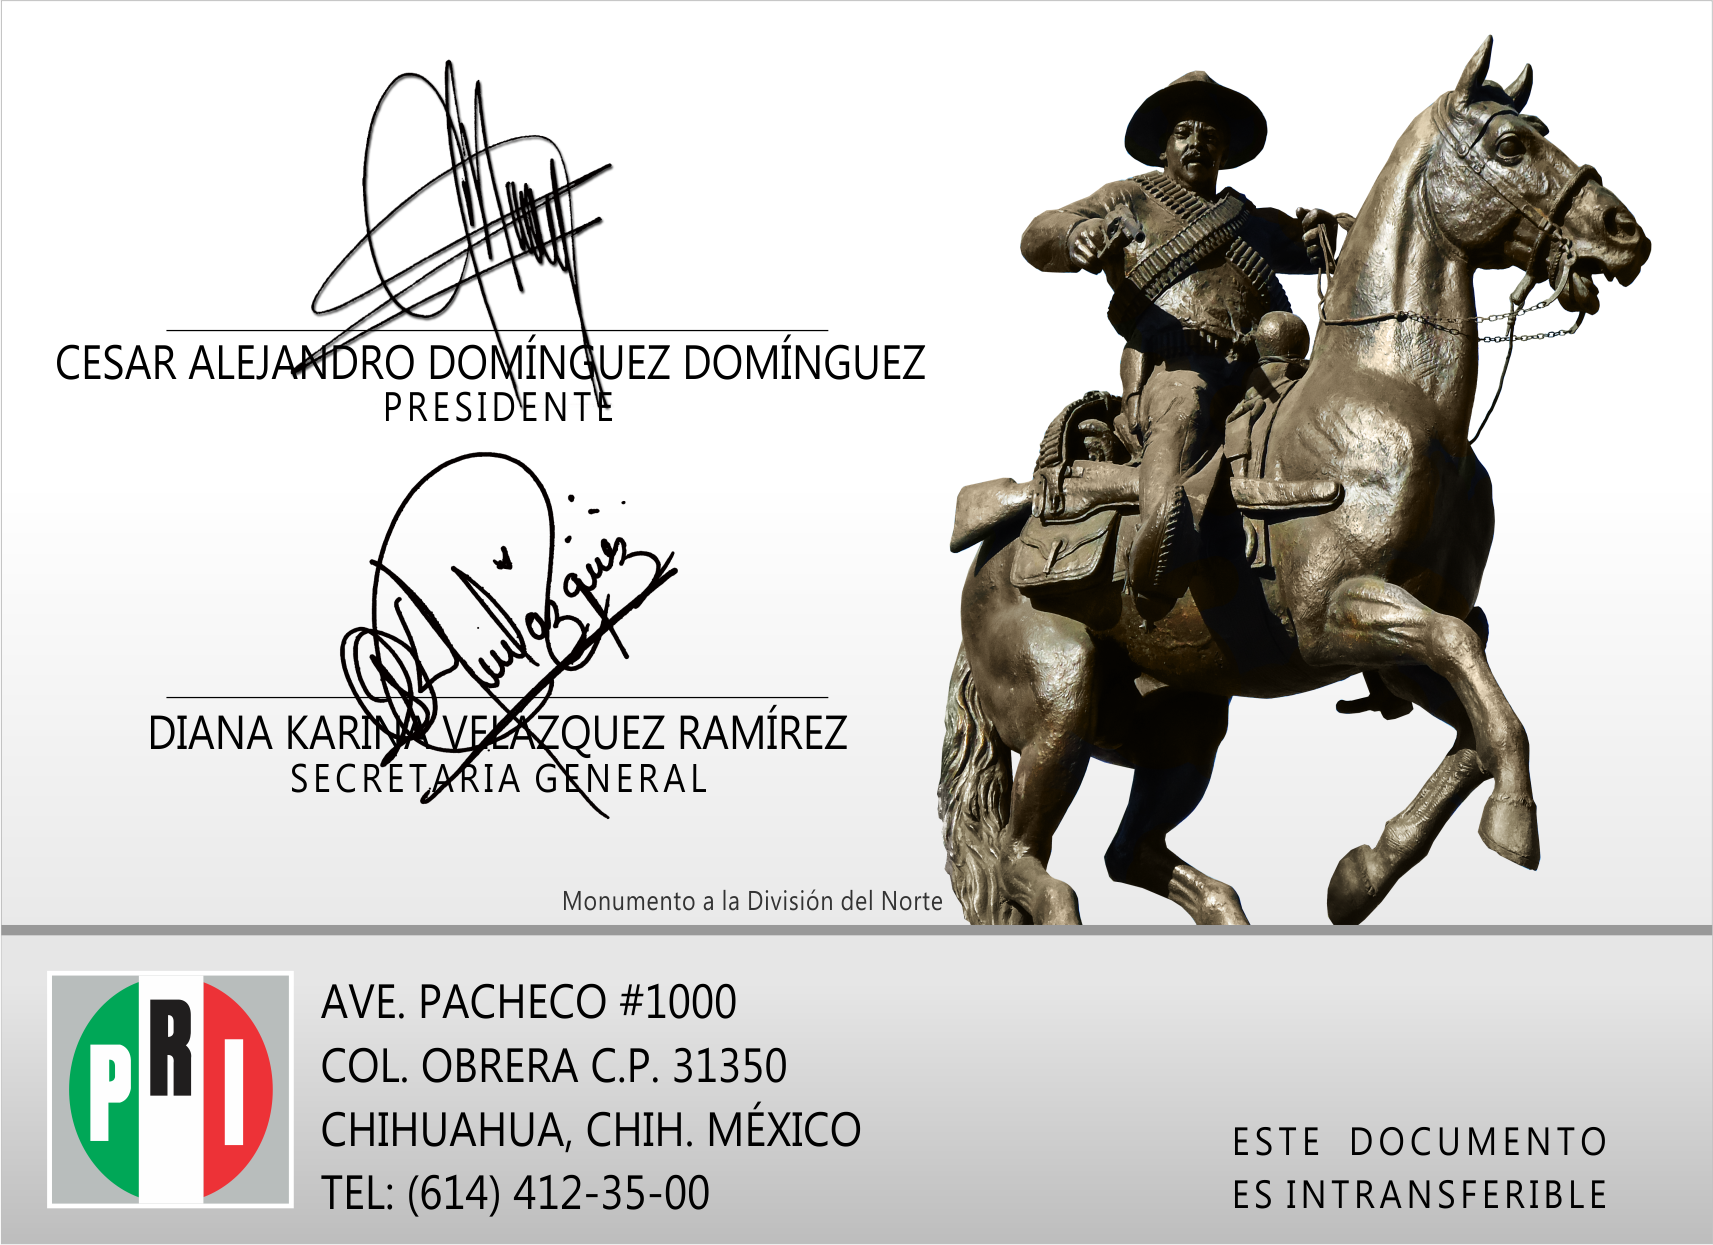 CESAR ALEJANDRO DOMÍNGUEZ DOMÍNGUEZ
PRESIDENTE
DIANA KARINA VELAZQUEZ RAMÍREZ
SECRETARIA GENERAL
Monumento a la División del Norte
PRI
AVE. PACHECO #1000
COL. OBRERA C.P. 31350
CHIHUAHUA, CHIH. MÉXICO
TEL: (614) 412-35-00
ESTE DOCUMENTO
ES INTRANSFERIBLE